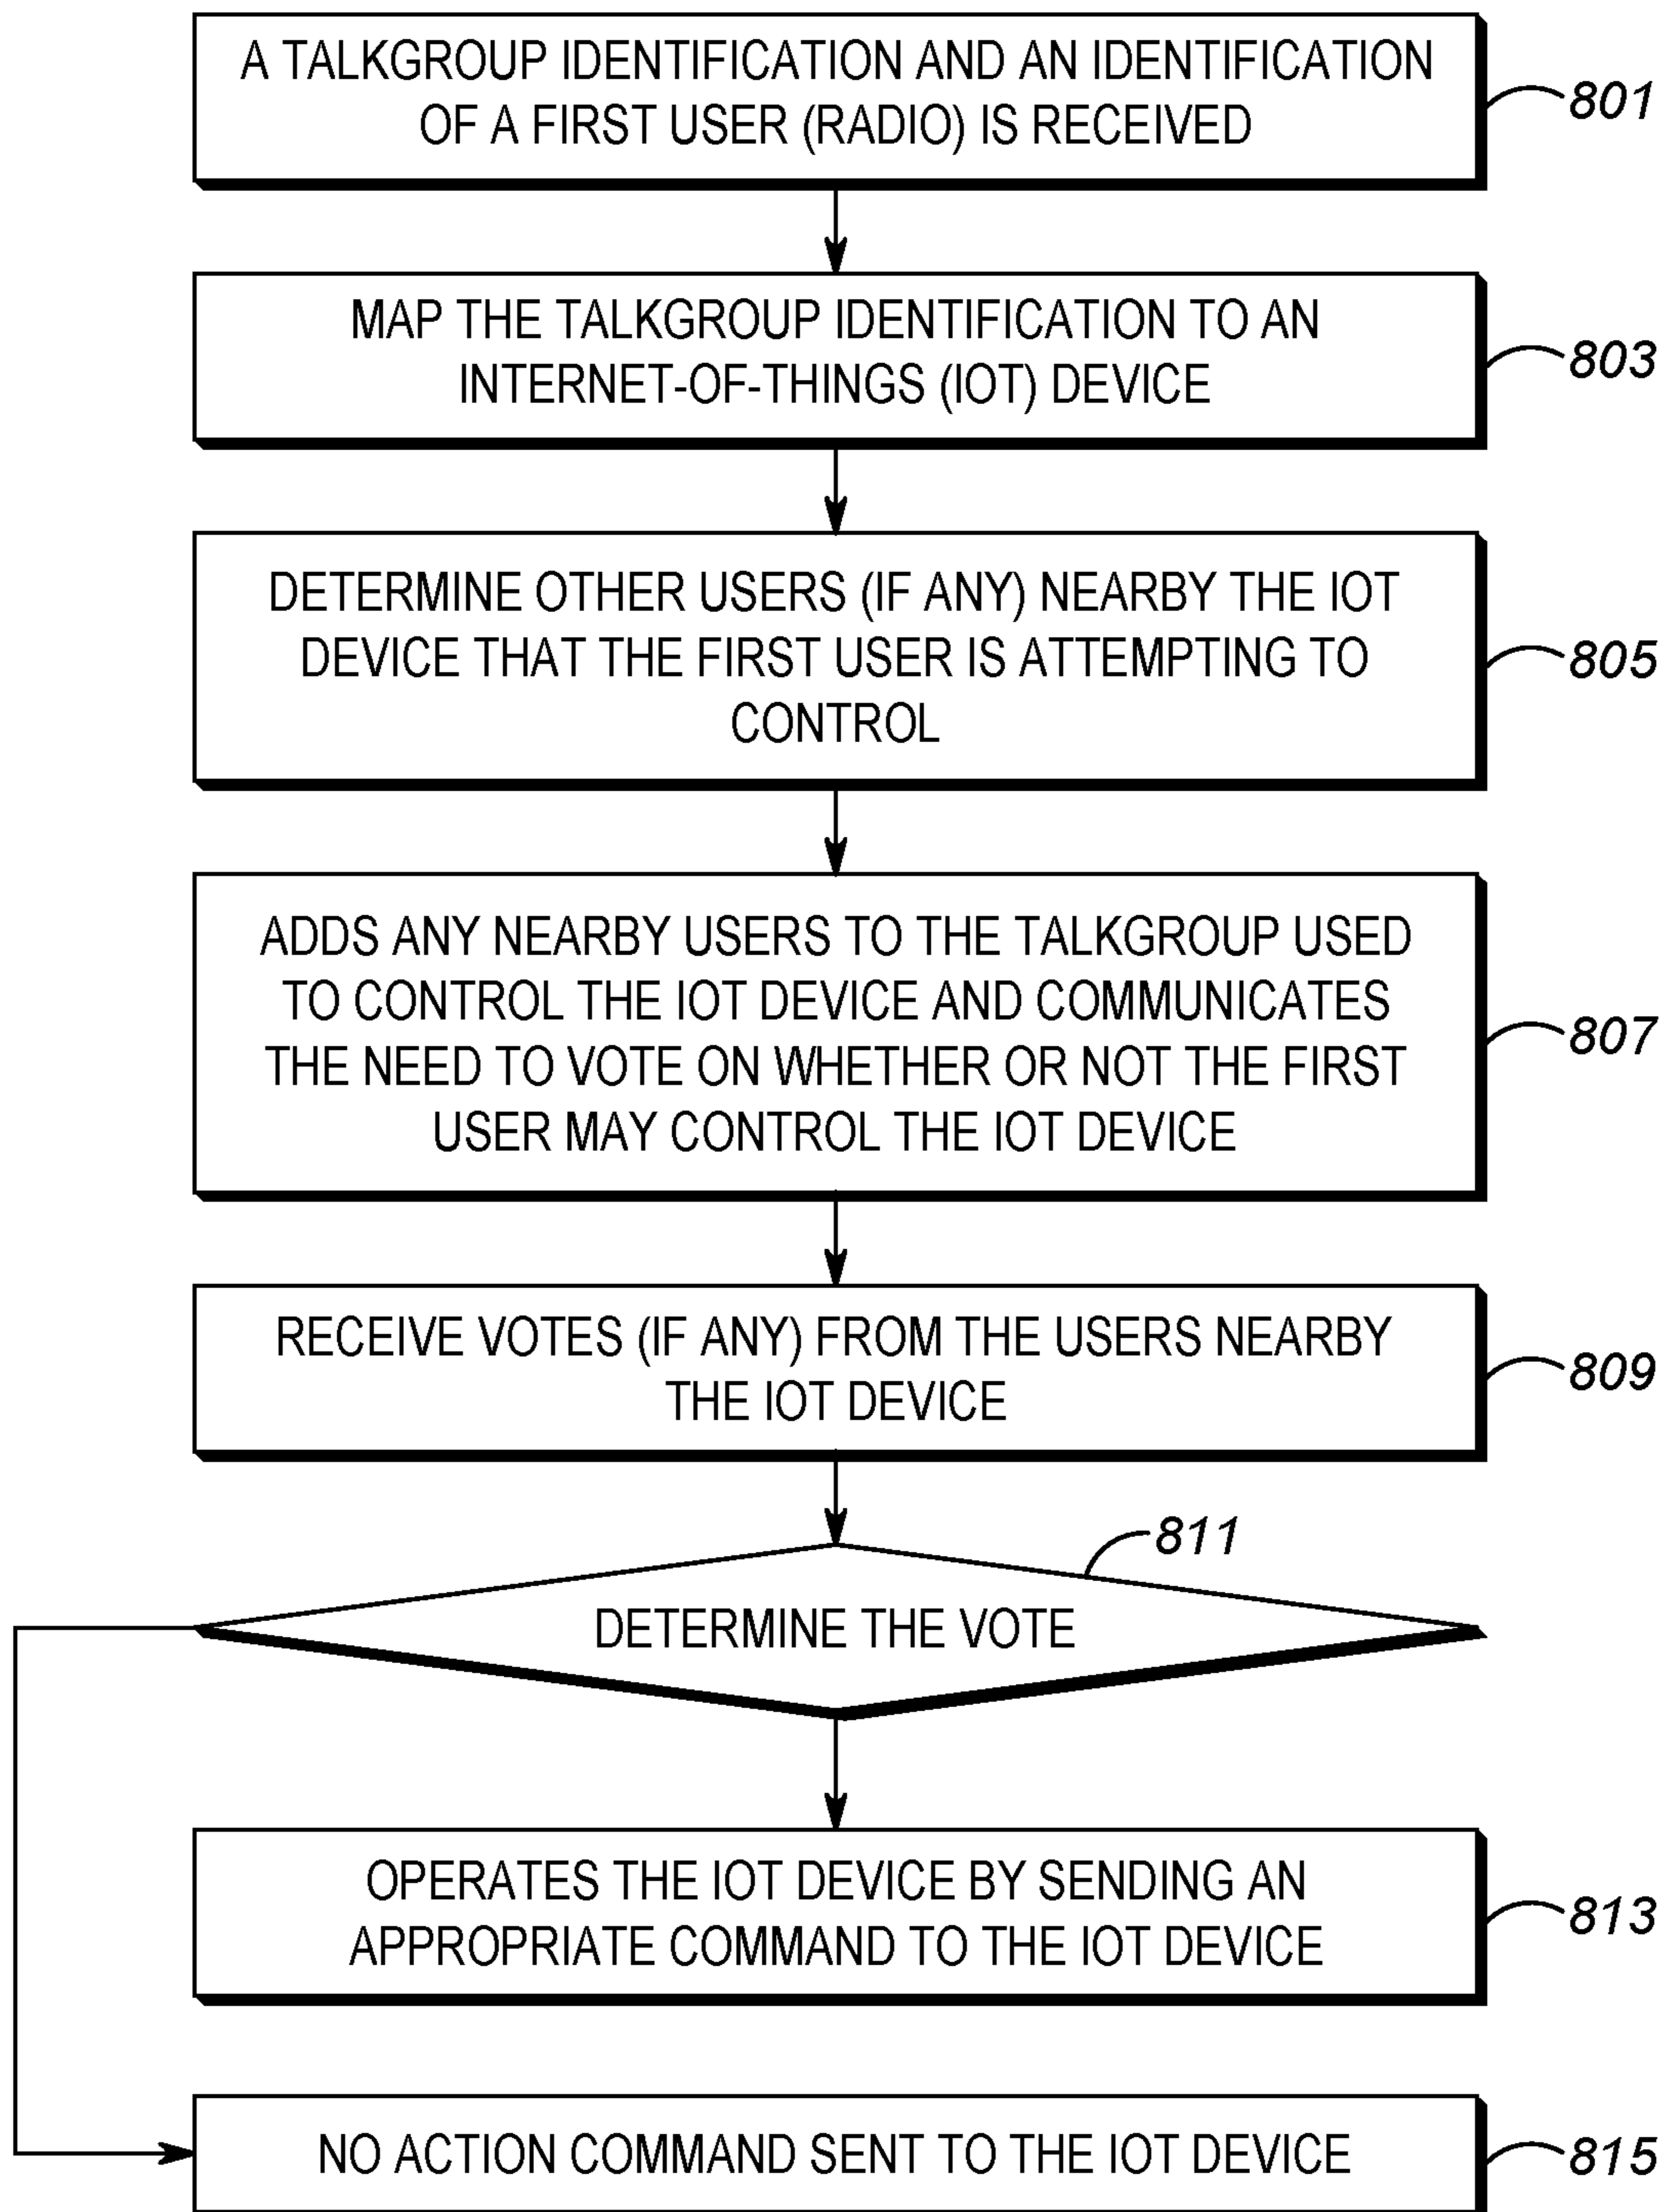 A TALKGROUP IDENTIFICATION AND AN IDENTIFICATION
OF A FIRST USER (RADIO) IS RECEIVED
801
MAP THE TALKGROUP IDENTIFICATION TO AN
INTERNET-OF-THINGS (IOT) DEVICE
803
DETERMINE OTHER USERS (IF ANY) NEARBY THE IOT
DEVICE THAT THE FIRST USER IS ATTEMPTING TO
CONTROL
805
ADDS ANY NEARBY USERS TO THE TALKGROUP USED
TO CONTROL THE IOT DEVICE AND COMMUNICATES
THE NEED TO VOTE ON WHETHER OR NOT THE FIRST
USER MAY CONTROL THE IOT DEVICE
807
RECEIVE VOTES (IF ANY) FROM THE USERS NEARBY
THE IOT DEVICE
809
811
DETERMINE THE VOTE
OPERATES THE IOT DEVICE BY SENDING AN
APPROPRIATE COMMAND TO THE IOT DEVICE
813
NO ACTION COMMAND SENT TO THE IOT DEVICE
815